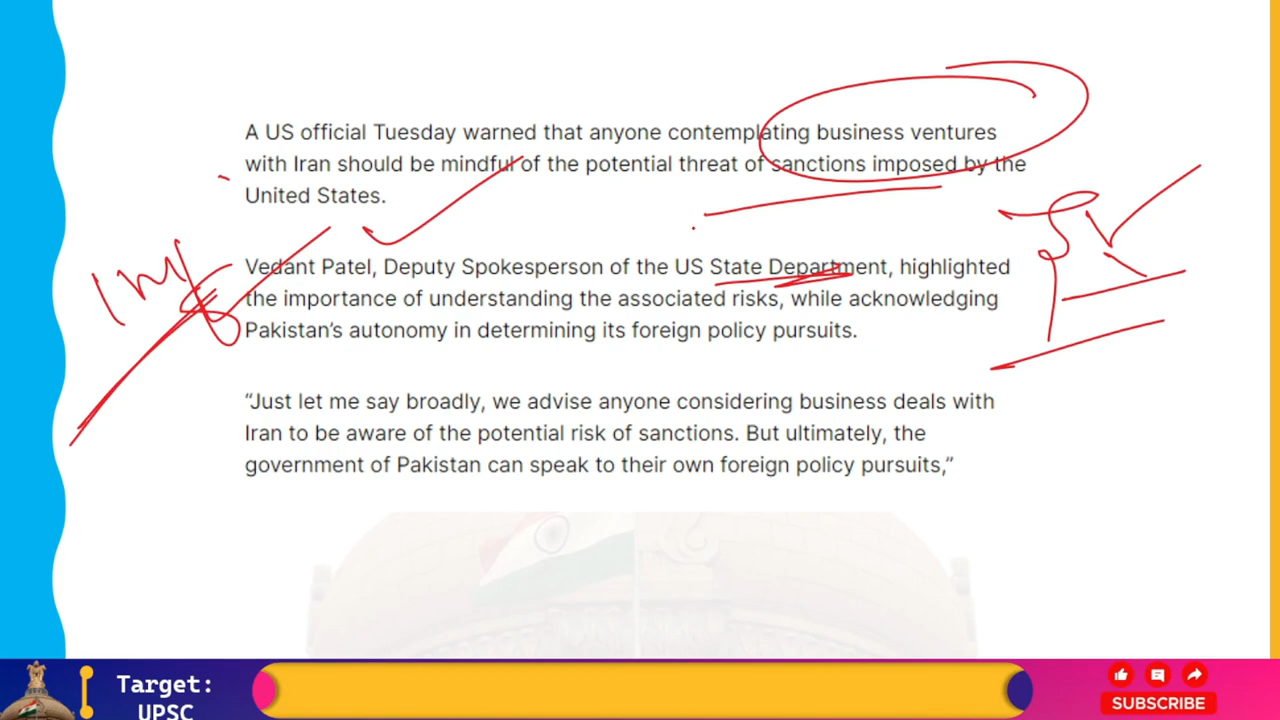 A US official Tuesday warned that anyone contemplating business ventures
with Iran should be mindful of the potential threat of sanctions imposed by the
United States.
Vedant Patel, Deputy Spokesperson of the US State Department, highlighted
the importance of understanding the associated risks, while acknowledging
Pakistan’s autonomy in determining its foreign policy pursuits.
“Just let me say broadly, we advise anyone considering business deals with
Iran to be aware of the potential risk of sanctions. But ultimately, the
government of Pakistan can speak to their own foreign policy pursuits,”
Target:
UPSC
SUBSCRIBE